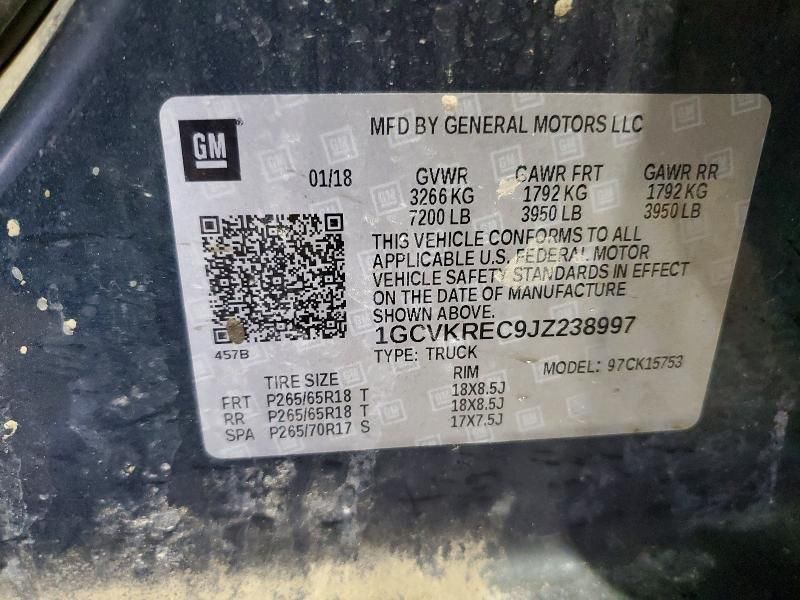 GM
MFD BY GENERAL MOTORS LLC
01/18 GVWR GAWR FRT GAWR RR
3266 KG 1792 KG 1792 KG
7200 LB 3950 LB 3950 LB
THIS VEHICLE CONFORMS TO ALL
APPLICABLE U.S. FEDERAL MOTOR
VEHICLE SAFETY STANDARDS IN EFFECT
ON THE DATE OF MANUFACTURE
SHOWN ABOVE.
1GCVKREC9JZ238997
457B
TYPE: TRUCK MODEL: 97CK15753
TIRE SIZE RIM
FRT P265/65R18 T 18X8.5J
RR P265/65R18 T 18X8.5J
SPA P265/70R17 S 17X7.5J